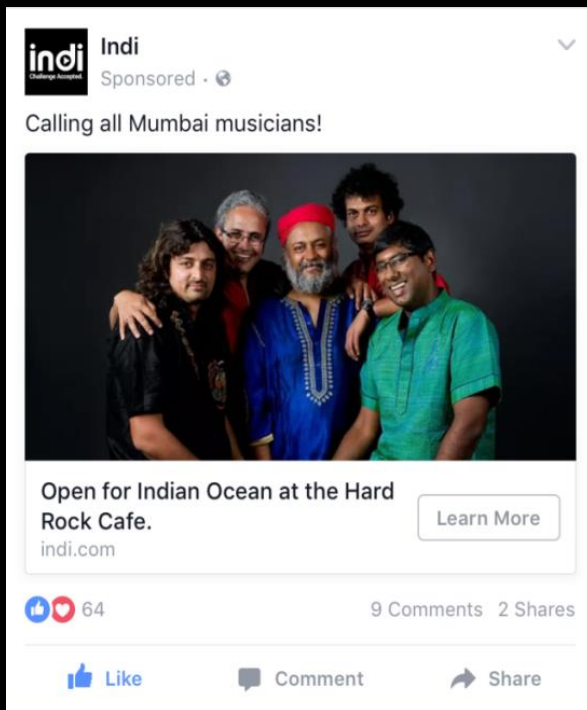 indi
Challenge Accepted.
Indi
Sponsored ·
Calling all Mumbai musicians!
Open for Indian Ocean at the Hard
Rock Cafe.
indi.com
Learn More
64
9 Comments 2 Shares
Like Comment Share